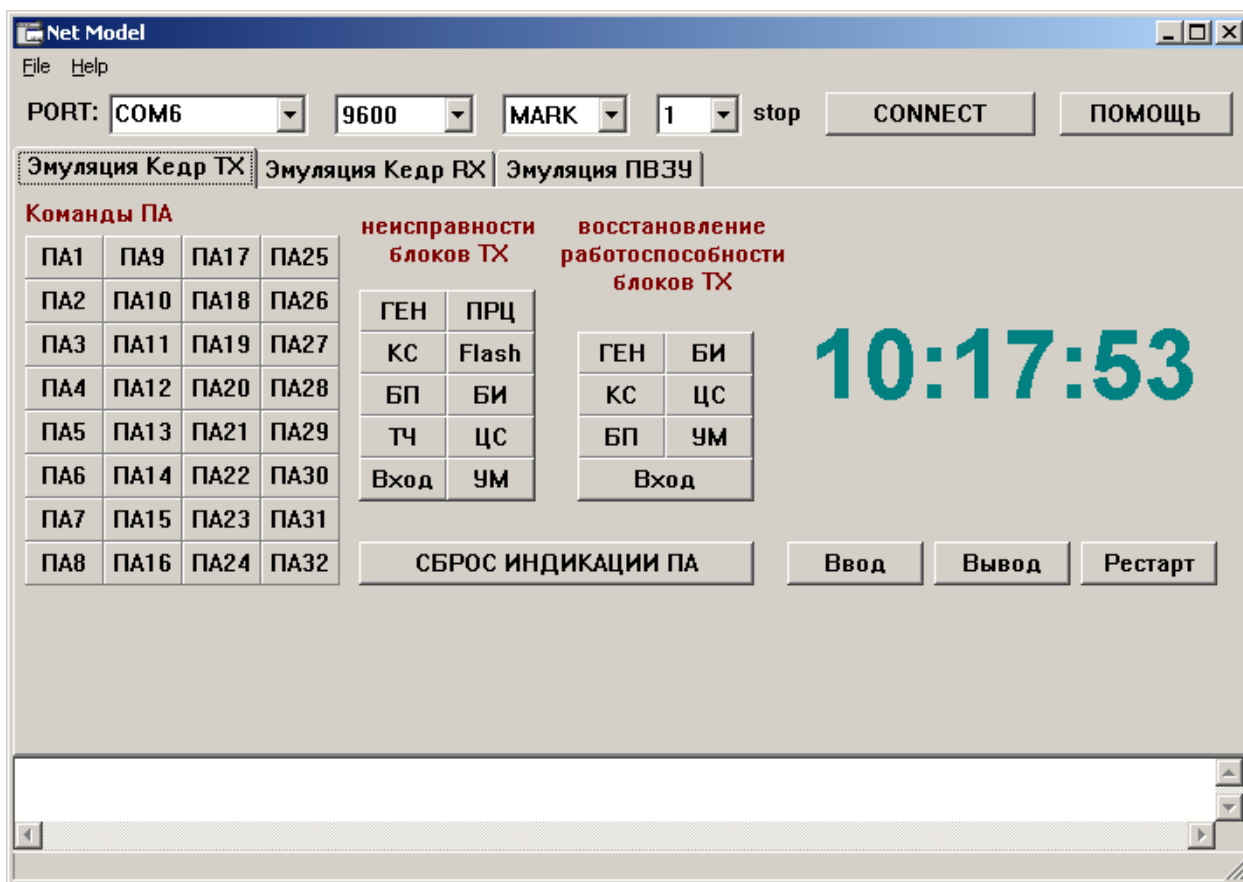 Net Model
File Help
PORT: COM6 9600 MARK 1 stop CONNECT ПОМОЩЬ
Эмуляция Кедр TX Эмуляция Кедр RX Эмуляция ПВЗУ
Команды ПА
неисправности
блоков TX
восстановление
работоспособности
блоков TX
ПА1 ПА9 ПА17 ПА25
ПА2 ПА10 ПА18 ПА26
ПА3 ПА11 ПА19 ПА27
ПА4 ПА12 ПА20 ПА28
ПА5 ПА13 ПА21 ПА29
ПА6 ПА14 ПА22 ПА30
ПА7 ПА15 ПА23 ПА31
ПА8 ПА16 ПА24 ПА32
ГЕН ПРЦ
КС Flash
БП БИ
ТЧ ЦС
Вход УМ
ГЕН БИ
КС ЦС
БП УМ
Вход
10:17:53
СБРОС ИНДИКАЦИИ ПА Ввод Вывод Рестарт